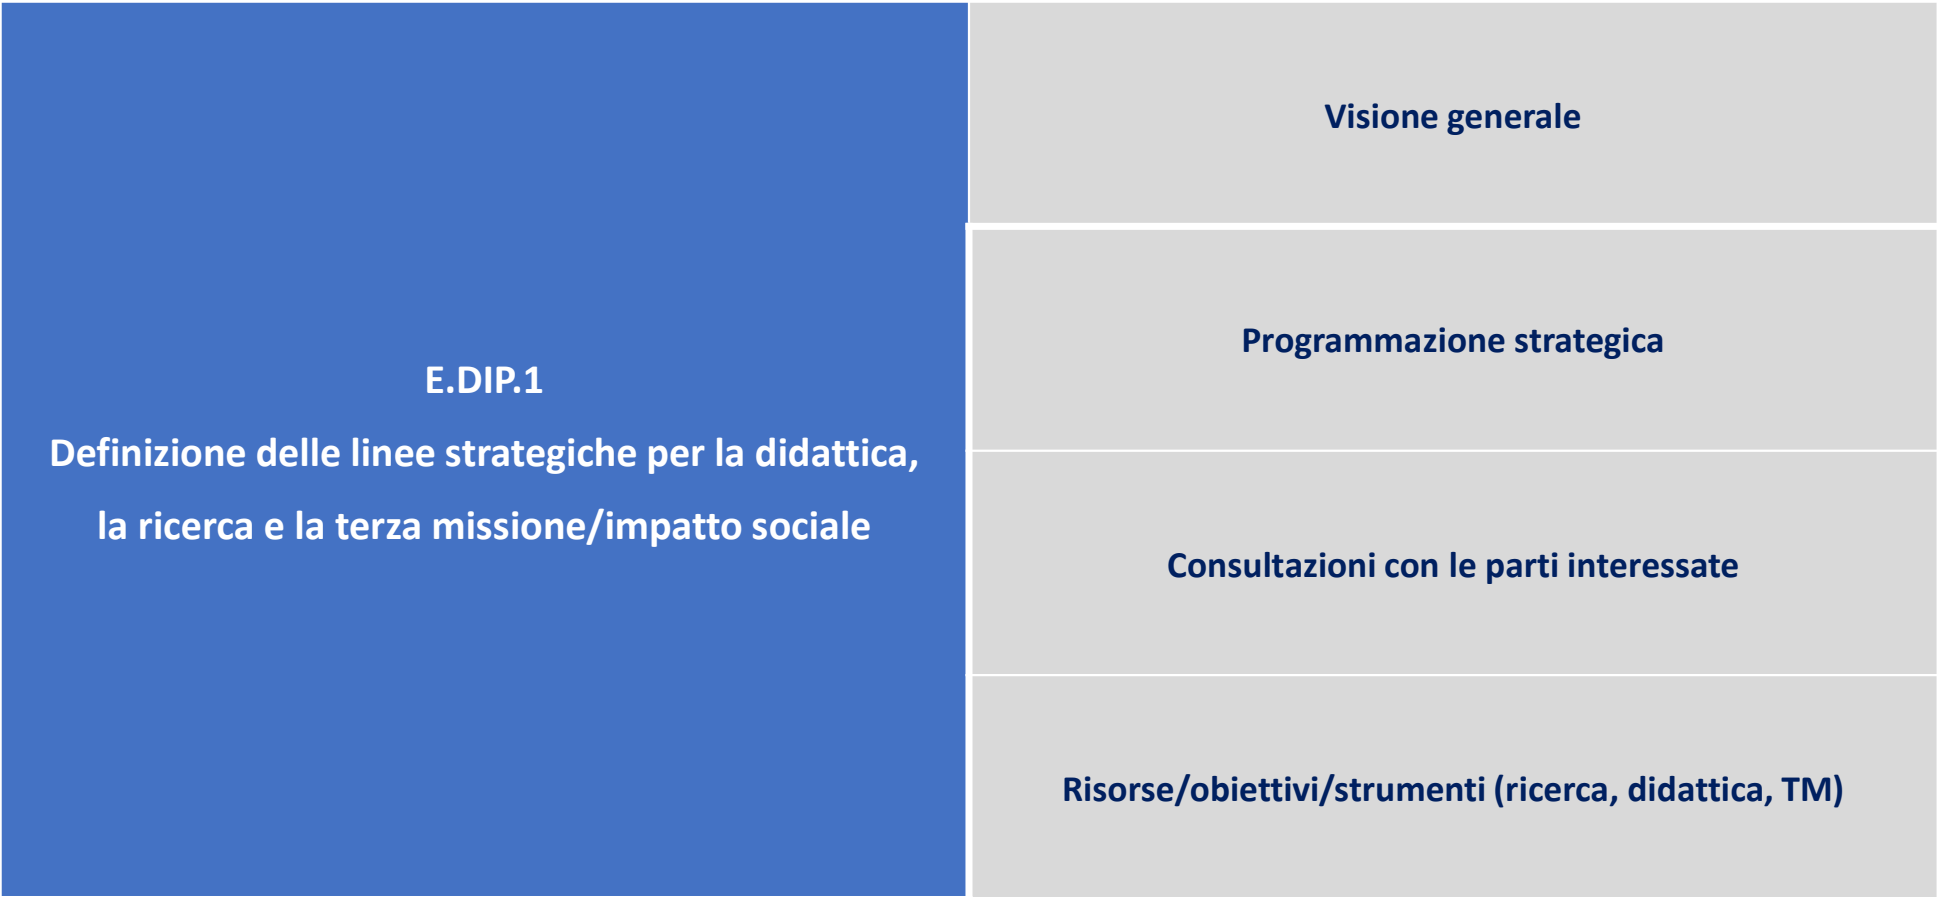 E.DIP.1
Definizione delle linee strategiche per la didattica,
la ricerca e la terza missione/impatto sociale
Visione generale
Programmazione strategica
Consultazioni con le parti interessate
Risorse/obiettivi/strumenti (ricerca, didattica, TM)